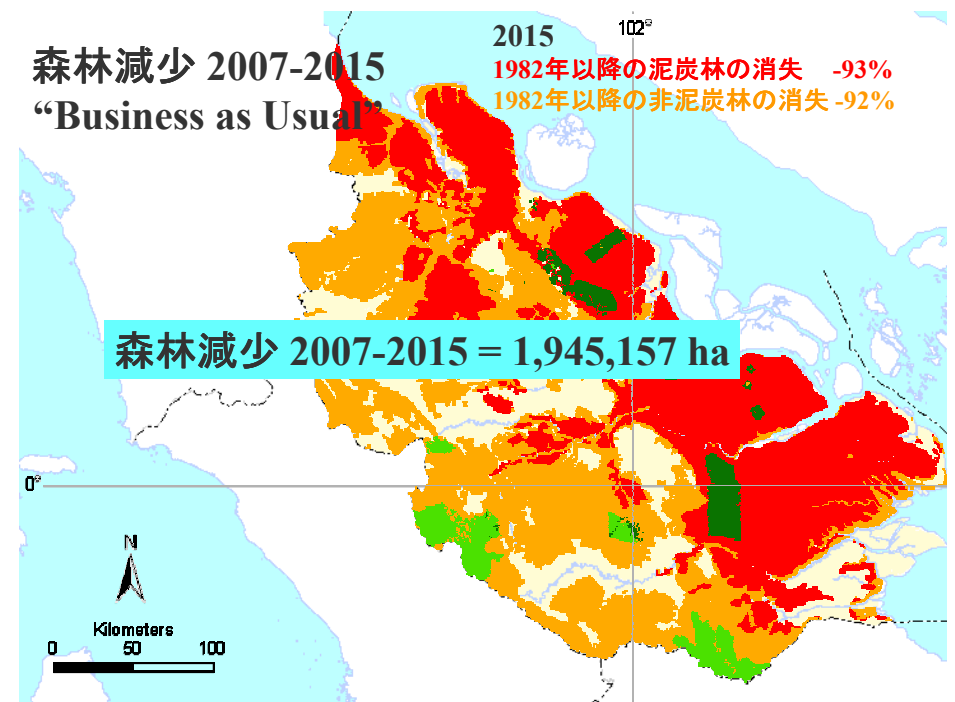 森林減少 2007-2015
“Business as Usual”
2015
1982年以降の泥炭林の消失 -93%
1982年以降の非泥炭林の消失 -92%
102°
森林減少 2007-2015 = 1,945,157 ha
0°
N
Kilometers
0 50 100